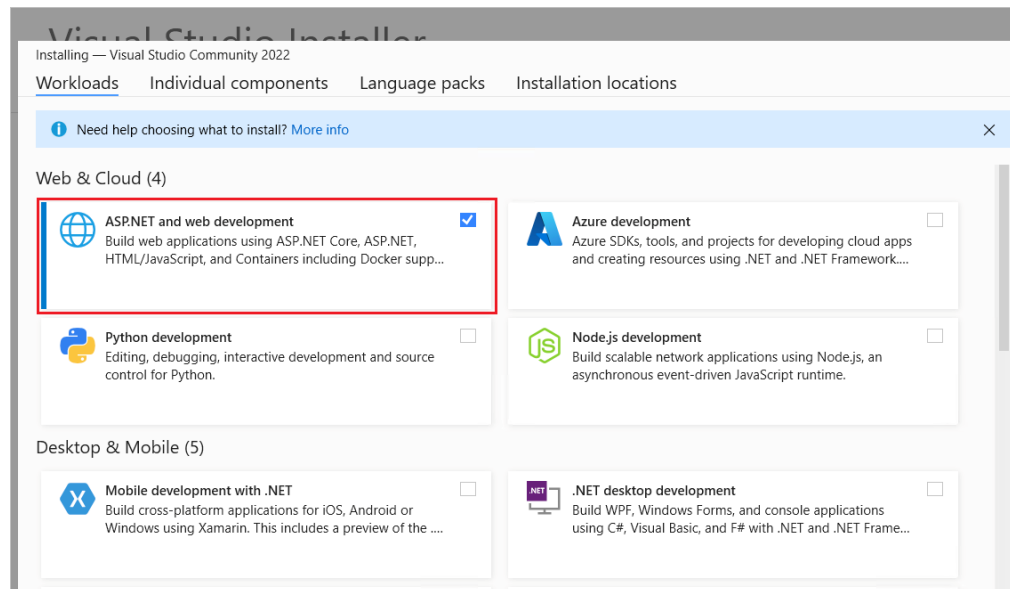 Visual Studio Installer
Installing — Visual Studio Community 2022
Workloads Individual components Language packs Installation locations
Need help choosing what to install? More info
Web & Cloud (4)
ASP.NET and web development
Build web applications using ASP.NET Core, ASP.NET,
HTML/JavaScript, and Containers including Docker supp...
Azure development
Azure SDKs, tools, and projects for developing cloud apps
and creating resources using .NET and .NET Framework....
Python development
Editing, debugging, interactive development and source
control for Python.
JS
Node.js development
Build scalable network applications using Node.js, an
asynchronous event-driven JavaScript runtime.
Desktop & Mobile (5)
Mobile development with .NET
Build cross-platform applications for iOS, Android or
Windows using Xamarin. This includes a preview of the ....
.NET
.NET desktop development
Build WPF, Windows Forms, and console applications
using C#, Visual Basic, and F# with .NET and .NET Frame...